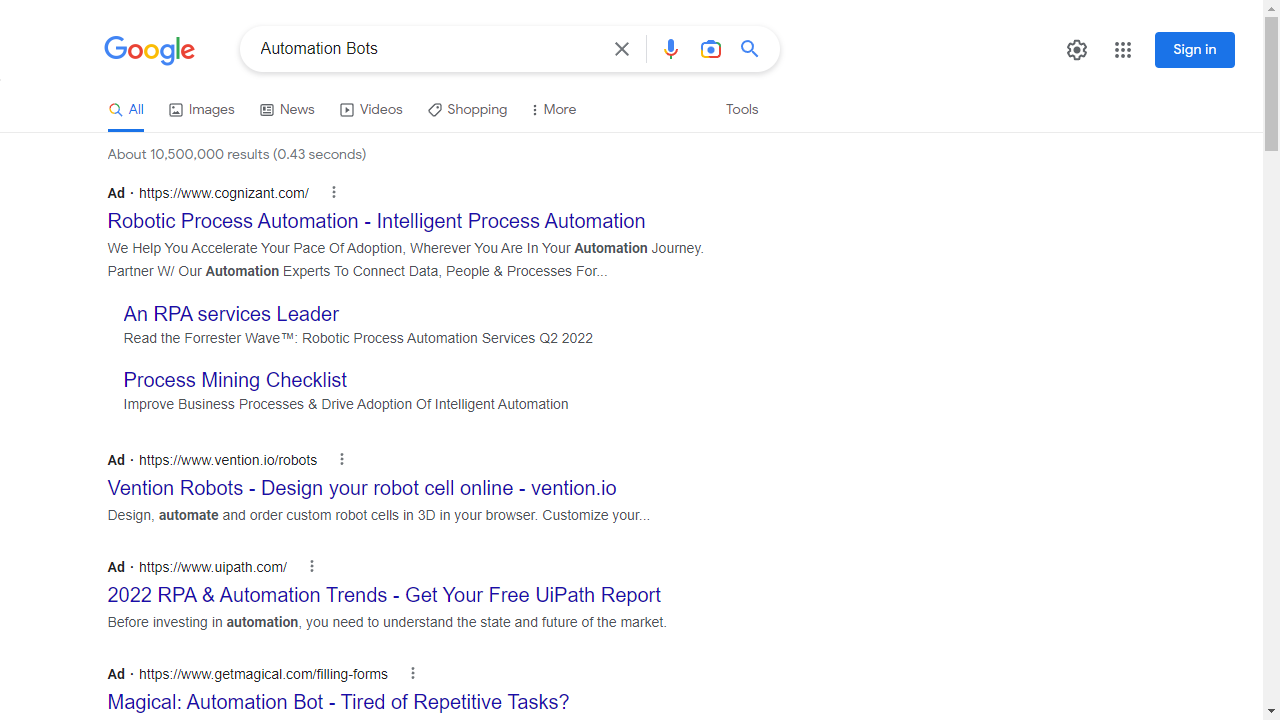 Google
Automation Bots
Sign in
All Images News Videos Shopping More Tools
About 10,500,000 results (0.43 seconds)
Ad · https://www.cognizant.com/
Robotic Process Automation - Intelligent Process Automation
We Help You Accelerate Your Pace Of Adoption, Wherever You Are In Your Automation Journey.
Partner W/ Our Automation Experts To Connect Data, People & Processes For...
An RPA services Leader
Read the Forrester Wave™: Robotic Process Automation Services Q2 2022
Process Mining Checklist
Improve Business Processes & Drive Adoption Of Intelligent Automation
Ad · https://www.vention.io/robots
Vention Robots - Design your robot cell online - vention.io
Design, automate and order custom robot cells in 3D in your browser. Customize your...
Ad · https://www.uipath.com/
2022 RPA & Automation Trends - Get Your Free UiPath Report
Before investing in automation, you need to understand the state and future of the market.
Ad · https://www.getmagical.com/filling-forms
Magical: Automation Bot - Tired of Repetitive Tasks?